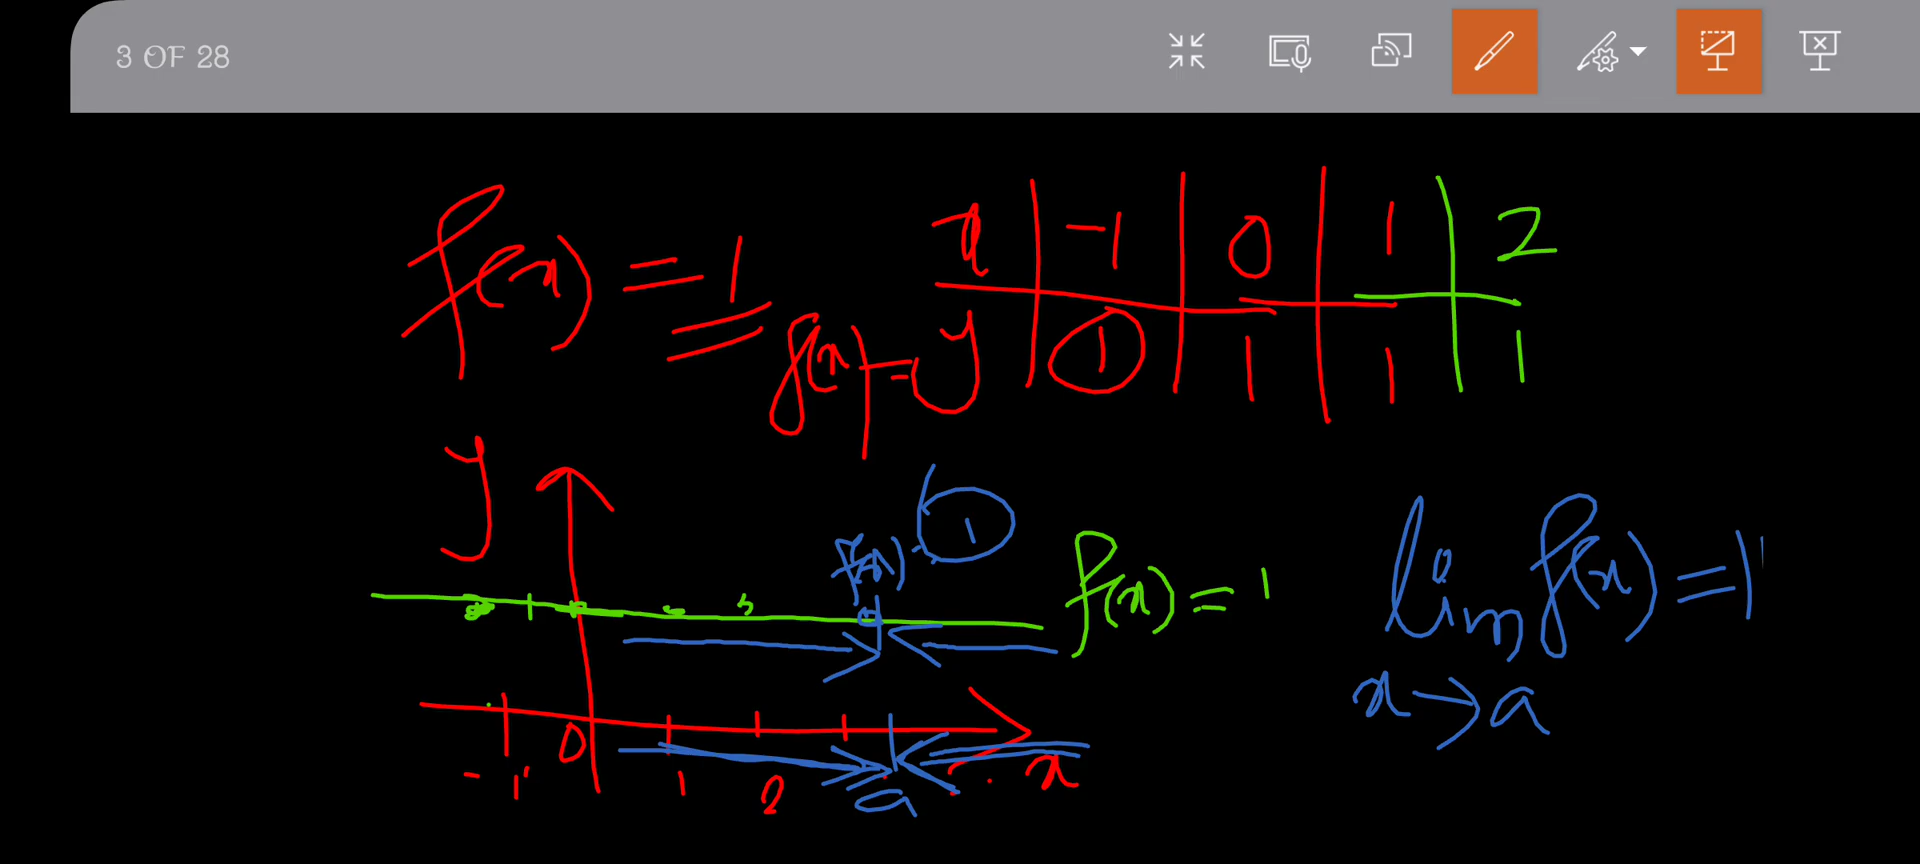 3 OF 28
f(x) = 1
x -1 0 1 2
f(x) = y 1 1 1 1
y
f(x) 1
f(x) = 1
lim f(x) = 1
x → a
-1 0 1 2 x
a